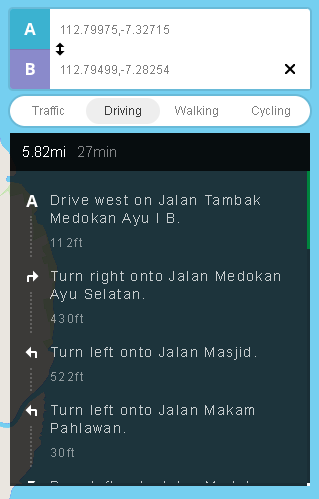 A 112.79975,-7.32715
B 112.79499,-7.28254
Traffic Driving Walking Cycling
5.82mi 27min
A Drive west on Jalan Tambak
Medokan Ayu I B.
112ft
Turn right onto Jalan Medokan
Ayu Selatan.
430ft
Turn left onto Jalan Masjid.
522ft
Turn left onto Jalan Makam
Pahlawan.
30ft